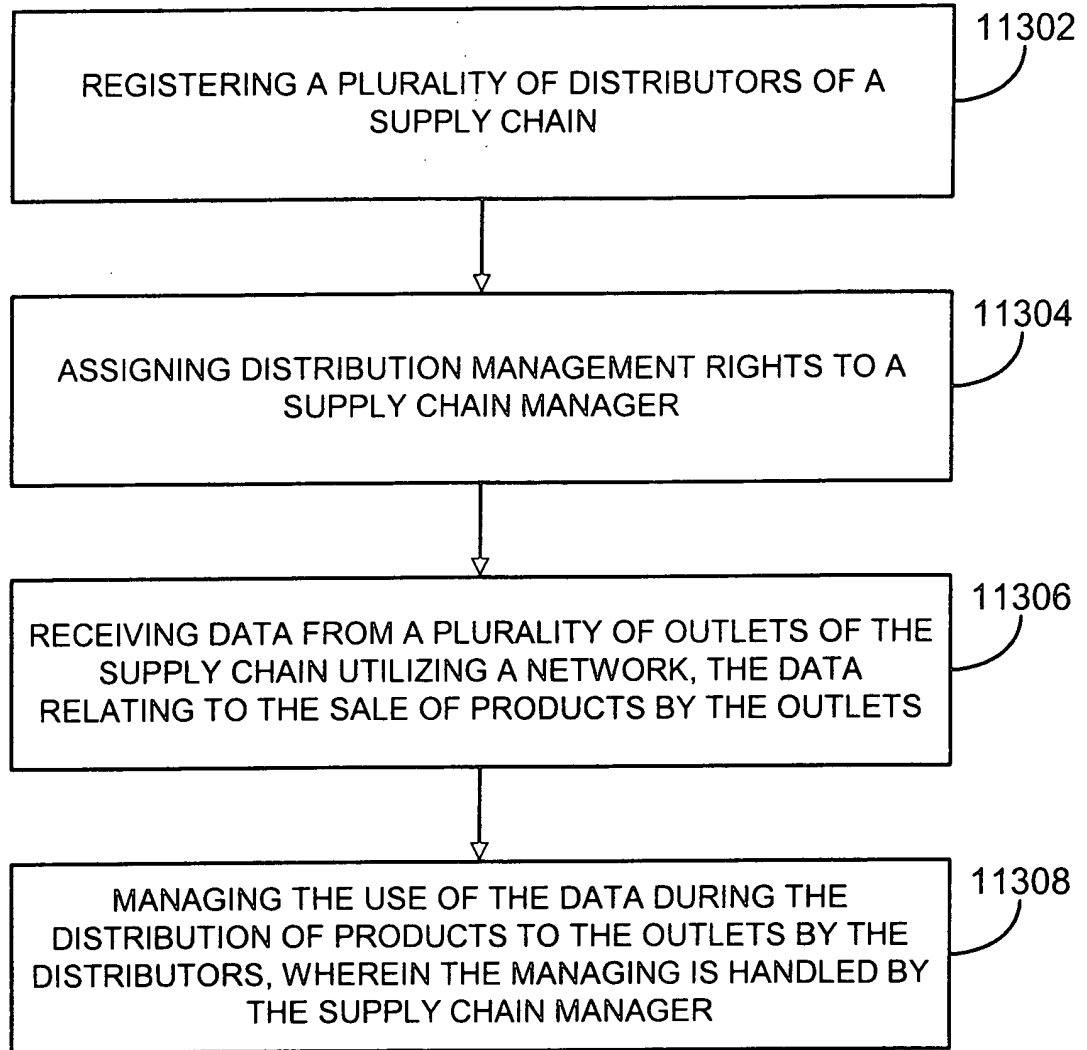 11302
REGISTERING A PLURALITY OF DISTRIBUTORS OF A
SUPPLY CHAIN
11304
ASSIGNING DISTRIBUTION MANAGEMENT RIGHTS TO A
SUPPLY CHAIN MANAGER
11306
RECEIVING DATA FROM A PLURALITY OF OUTLETS OF THE
SUPPLY CHAIN UTILIZING A NETWORK, THE DATA
RELATING TO THE SALE OF PRODUCTS BY THE OUTLETS
11308
MANAGING THE USE OF THE DATA DURING THE
DISTRIBUTION OF PRODUCTS TO THE OUTLETS BY THE
DISTRIBUTORS, WHEREIN THE MANAGING IS HANDLED BY
THE SUPPLY CHAIN MANAGER